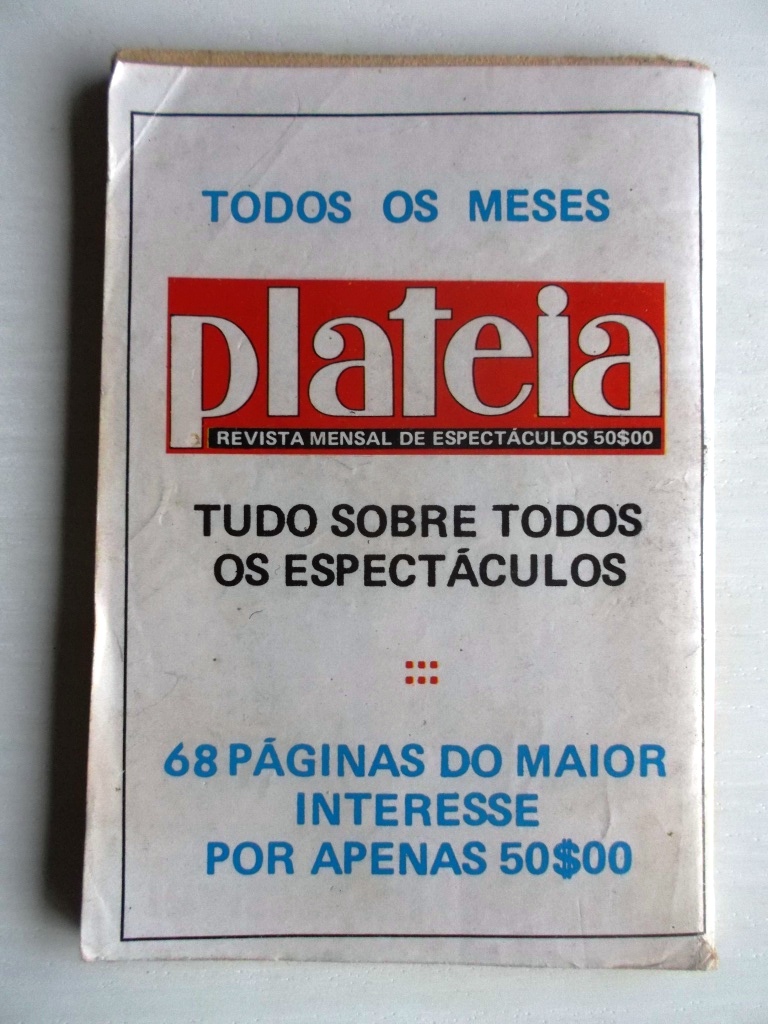 TODOS OS MESES
plateia
REVISTA MENSAL DE ESPECTÁCULOS 50$00
TUDO SOBRE TODOS
OS ESPECTÁCULOS
68 PÁGINAS DO MAIOR
INTERESSE
POR APENAS 50$00